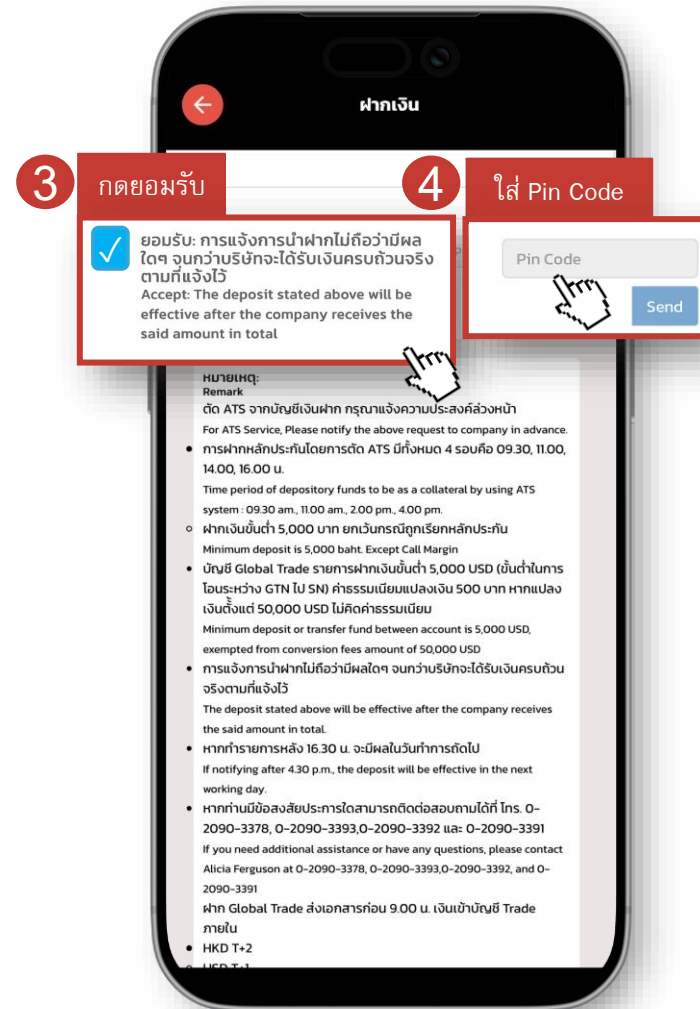 ฝากเงิน
3 กดยอมรับ
4 ใส่ Pin Code
ยอมรับ: การแจ้งการนำฝากไม่ถือว่ามีผล
ใดๆ จนกว่าบริษัทจะได้รับเงินครบถ้วนจริง
ตามที่แจ้งไว้
Accept: The deposit stated above will be
effective after the company receives the
said amount in total
Pin Code
Send
หมายเหตุ:
Remark
ตัด ATS จากบัญชีเงินฝาก กรุณาแจ้งความประสงค์ล่วงหน้า
For ATS Service, Please notify the above request to company in advance.
การฝากหลักประกันโดยการตัด ATS มีทั้งหมด 4 รอบคือ 09.30, 11.00,
14.00, 16.00 น.
Time period of depository funds to be as a collateral by using ATS
system : 09.30 am., 11.00 am., 2.00 pm., 4.00 pm.
ฝากเงินขั้นต่ำ 5,000 บาท ยกเว้นกรณีถูกเรียกหลักประกัน
Minimum deposit is 5,000 baht. Except Call Margin
บัญชี Global Trade รายการฝากเงินขั้นต่ำ 5,000 USD (ขั้นต่ำในการ
โอนระหว่าง GTN ไป SN) ค่าธรรมเนียมแปลงเงิน 500 บาท หากแปลง
เงินตั้งแต่ 50,000 USD ไม่คิดค่าธรรมเนียม
Minimum deposit or transfer fund between account is 5,000 USD,
exempted from conversion fees amount of 50,000 USD
การแจ้งการนำฝากไม่ถือว่ามีผลใดๆ จนกว่าบริษัทจะได้รับเงินครบถ้วน
จริงตามที่แจ้งไว้
The deposit stated above will be effective after the company receives
the said amount in total.
หากทำรายการหลัง 16.30 น. จะมีผลในวันทำการถัดไป
If notifying after 4.30 p.m., the deposit will be effective in the next
working day.
หากท่านมีข้อสงสัยประการใดสามารถติดต่อสอบถามได้ที่ โทร. 0-
2090-3378, 0-2090-3393,0-2090-3392 และ 0-2090-3391
If you need additional assistance or have any questions, please contact
Alicia Ferguson at 0-2090-3378, 0-2090-3393,0-2090-3392, and 0-
2090-3391
ฝาก Global Trade ส่งเอกสารก่อน 9.00 น. เงินเข้าบัญชี Trade
ภายใน
HKD T+2
USD T+1